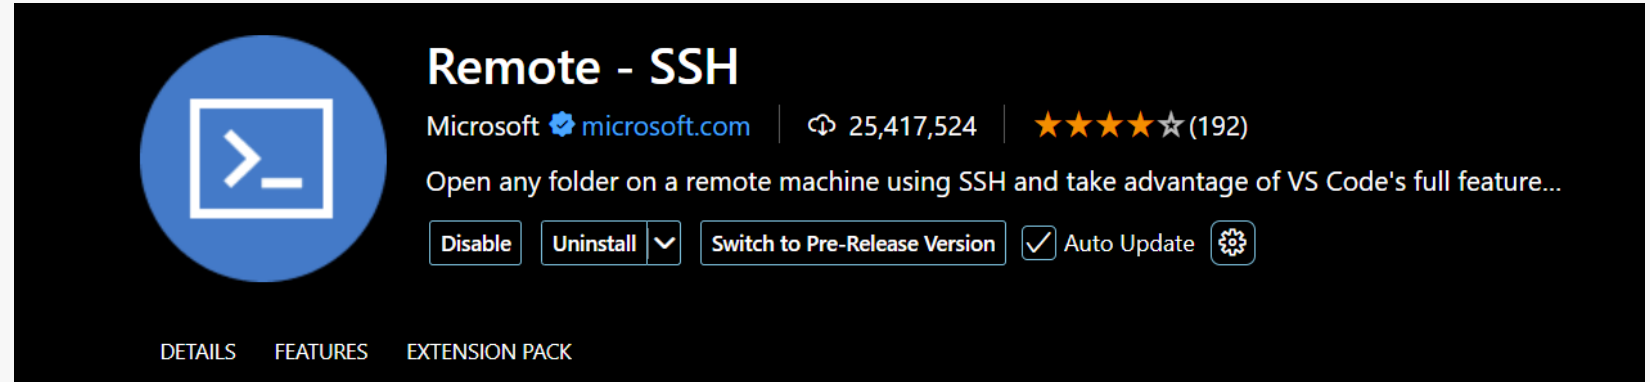 Remote - SSH
Microsoft microsoft.com 25,417,524 (192)
Open any folder on a remote machine using SSH and take advantage of VS Code's full feature...
Disable Uninstall Switch to Pre-Release Version Auto Update
DETAILS FEATURES EXTENSION PACK